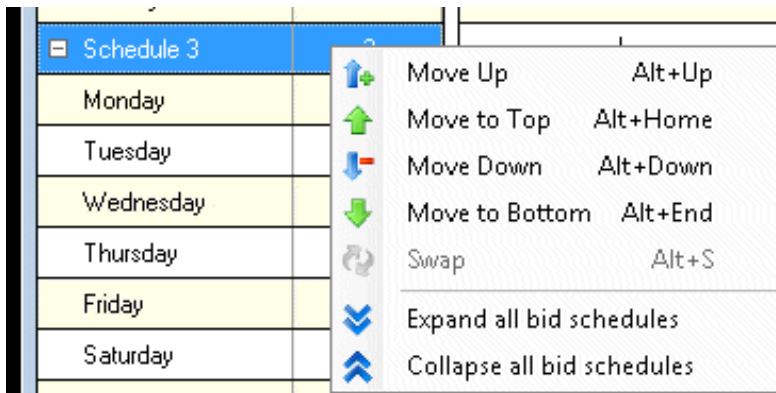 Schedule 3
Move Up Alt+Up
Monday
Move to Top Alt+Home
Tuesday
Move Down Alt+Down
Wednesday
Move to Bottom Alt+End
Thursday
Swap Alt+S
Friday
Expand all bid schedules
Saturday
Collapse all bid schedules